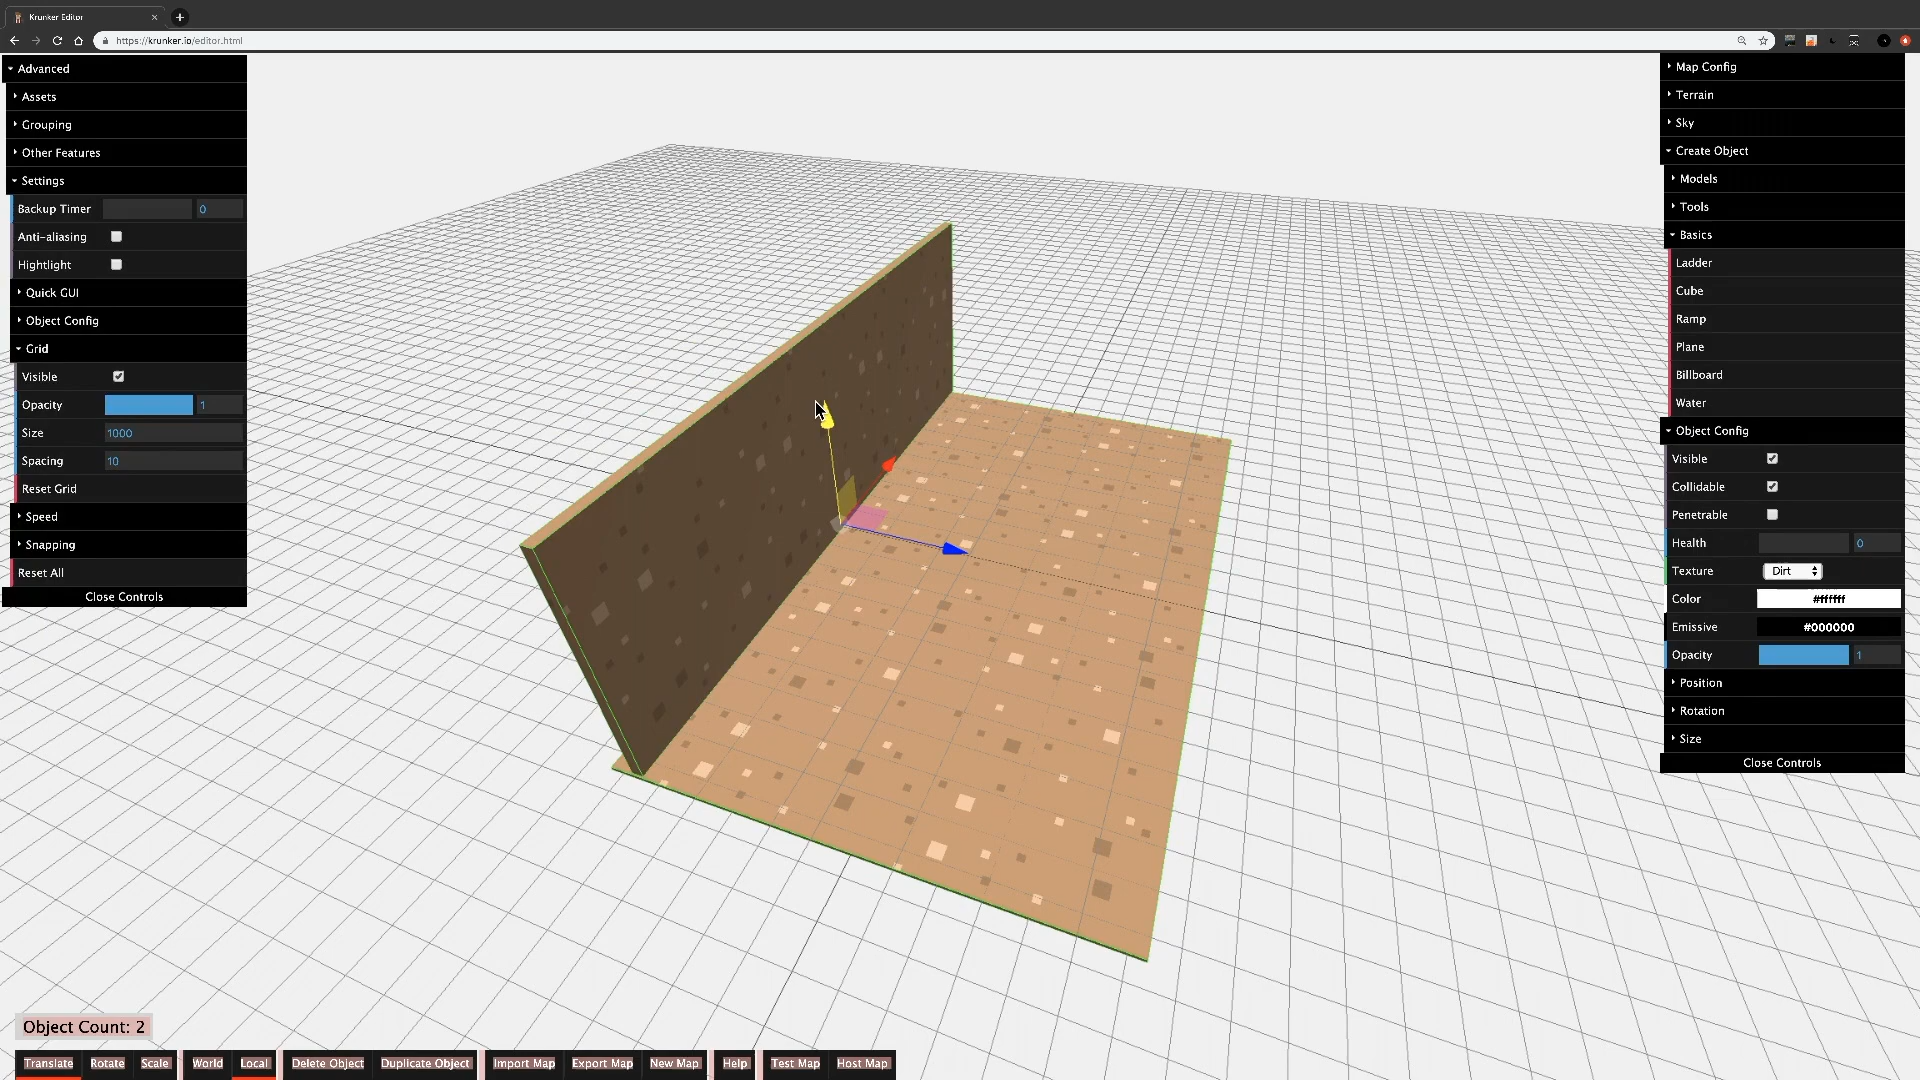 Krunker Editor
https://krunker.io/editor.html
Advanced
Assets
Grouping
Other Features
Settings
Backup Timer 0
Anti-aliasing
Hightlight
Quick GUI
Object Config
Grid
Visible
Opacity 1
Size 1000
Spacing 10
Reset Grid
Speed
Snapping
Reset All
Close Controls
Map Config
Terrain
Sky
Create Object
Models
Tools
Basics
Ladder
Cube
Ramp
Plane
Billboard
Water
Object Config
Visible
Collidable
Penetrable
Health 0
Texture Dirt
Color #ffffff
Emissive #000000
Opacity 1
Position
Rotation
Size
Close Controls
Object Count: 2
Translate Rotate Scale World Local Delete Object Duplicate Object Import Map Export Map New Map Help Test Map Host Map